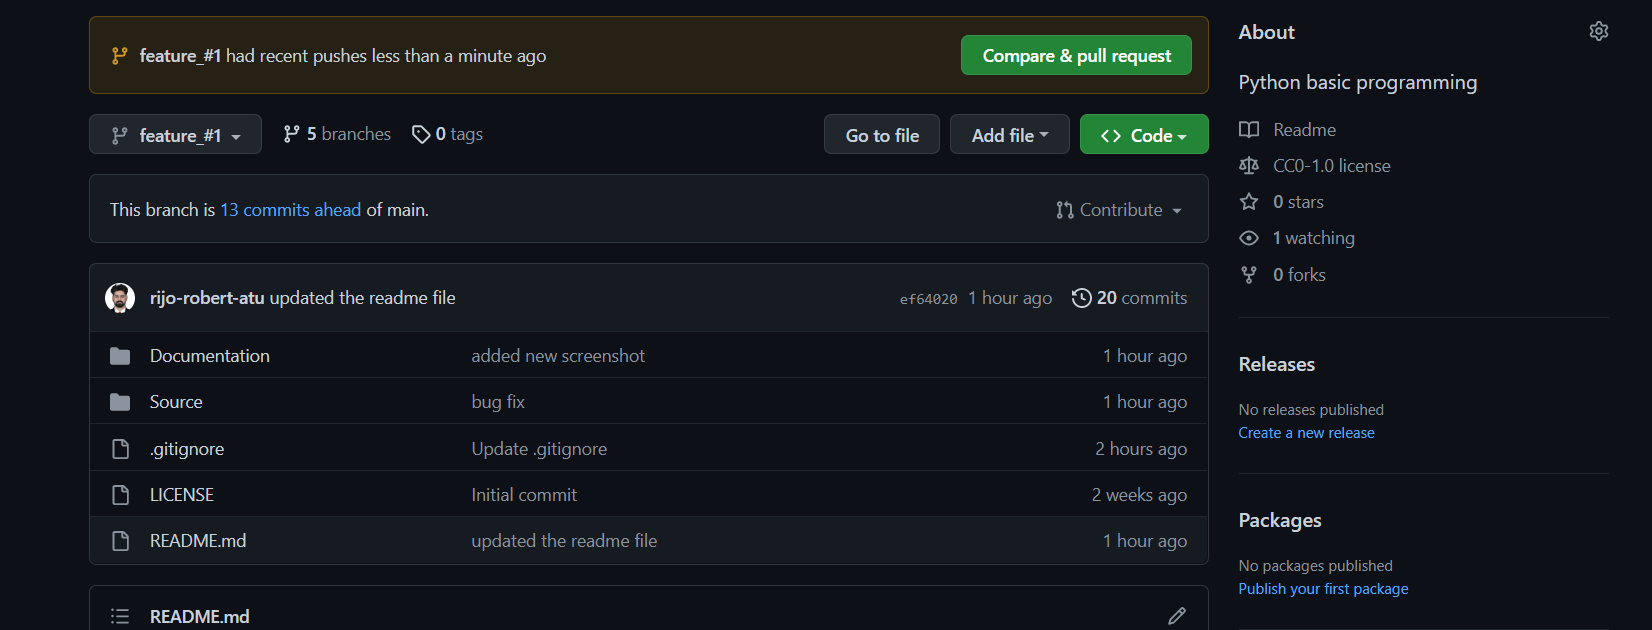 feature_#1 had recent pushes less than a minute ago
Compare & pull request
feature_#1
5 branches
0 tags
Go to file
Add file
Code
This branch is 13 commits ahead of main.
Contribute
rijo-robert-atu updated the readme file
ef64020 1 hour ago
20 commits
Documentation added new screenshot 1 hour ago
Source bug fix 1 hour ago
.gitignore Update .gitignore 2 hours ago
LICENSE Initial commit 2 weeks ago
README.md updated the readme file 1 hour ago
README.md
About
Python basic programming
Readme
CC0-1.0 license
0 stars
1 watching
0 forks
Releases
No releases published
Create a new release
Packages
No packages published
Publish your first package